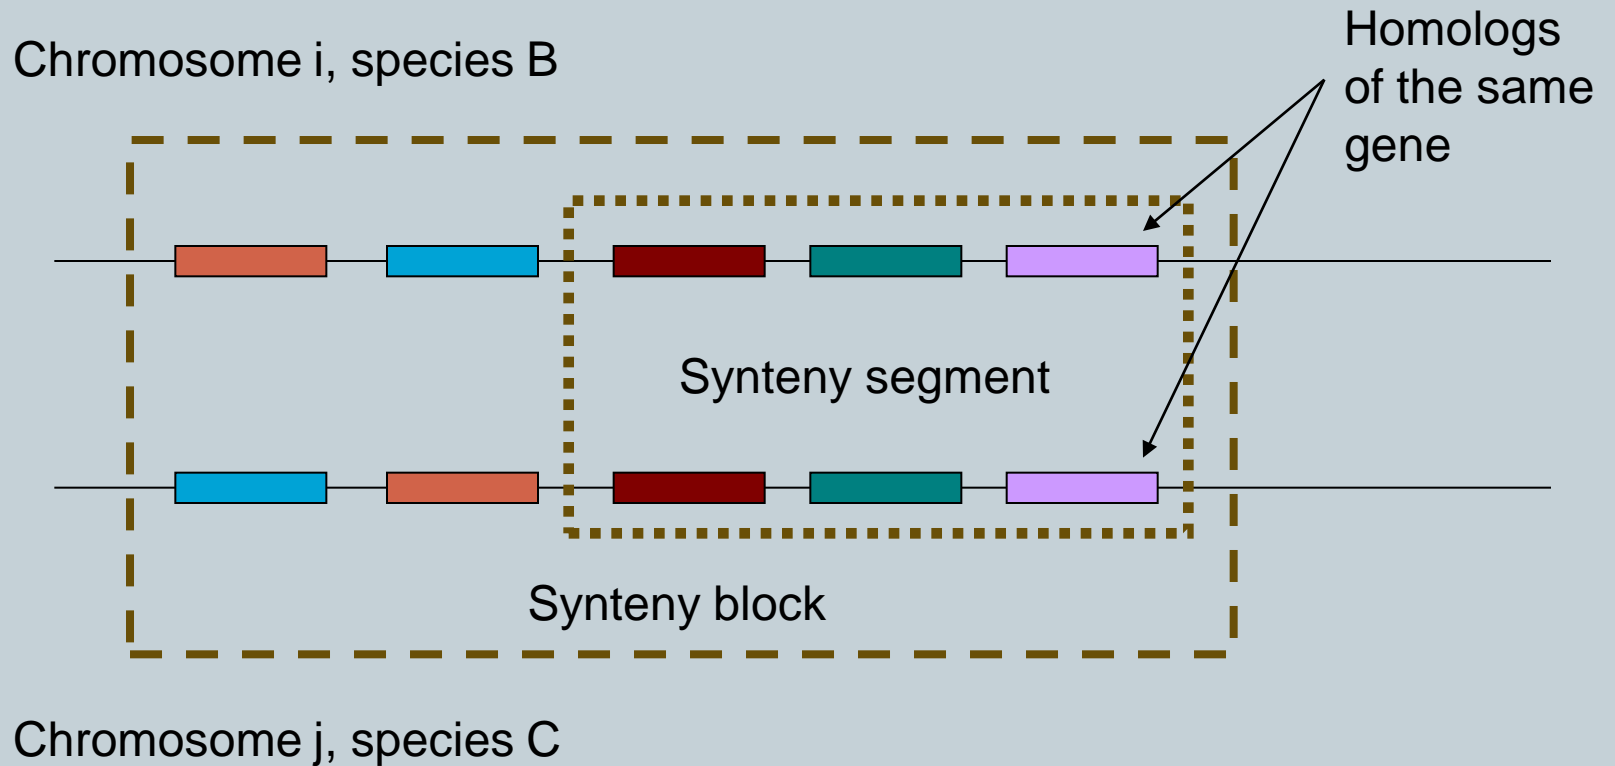 Chromosome i, species B
Homologs
of the same
gene
Synteny segment
Synteny block
Chromosome j, species C